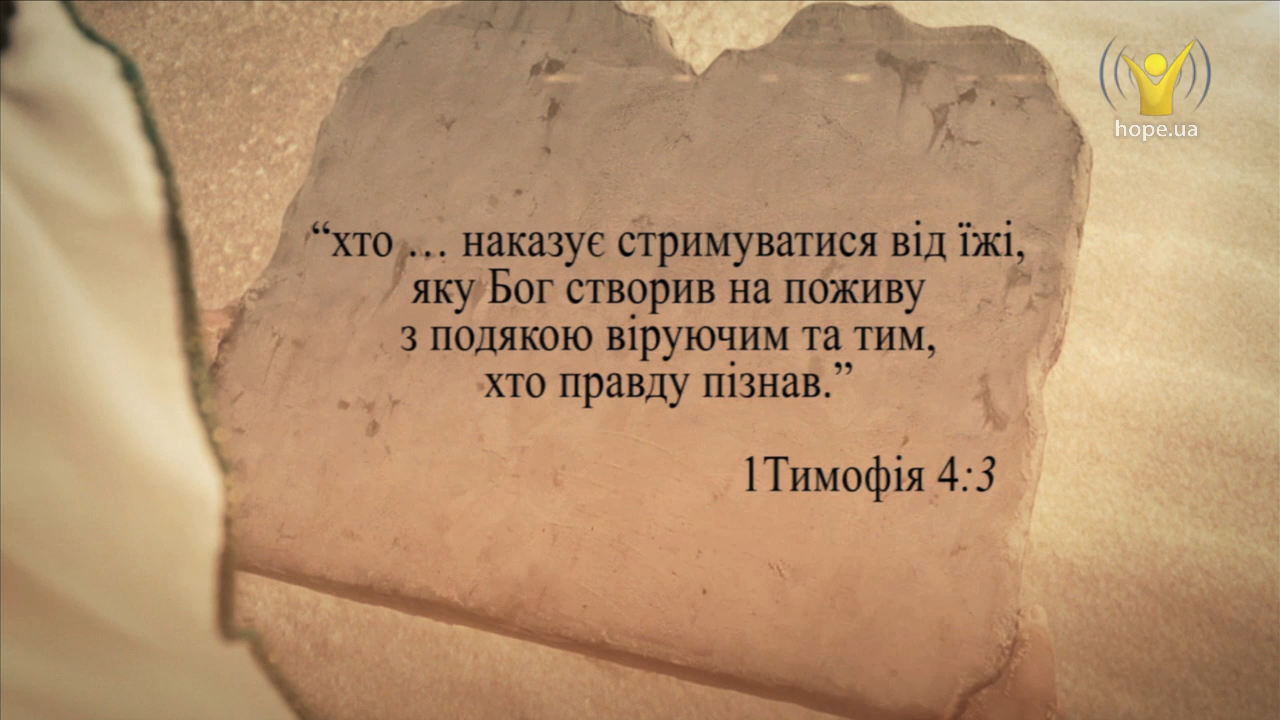 hope.ua
“хто … наказує стримуватися від їжі,
яку Бог створив на поживу
з подякою віруючим та тим,
хто правду пізнав.”
1Тимофія 4:3